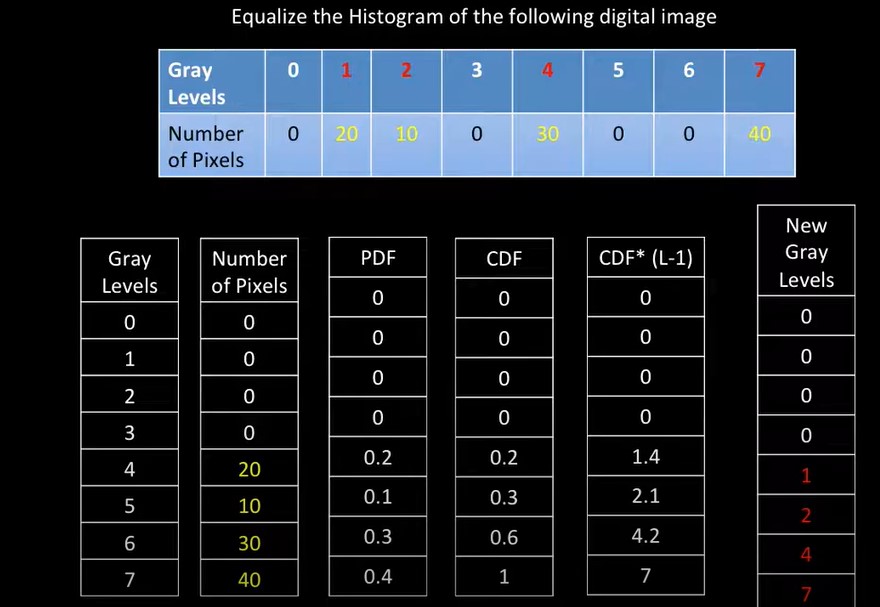 Equalize the Histogram of the following digital image
Gray Levels 0 1 2 3 4 5 6 7
Number of Pixels 0 20 10 0 30 0 0 40
Gray Levels Number of Pixels PDF CDF CDF* (L-1) New Gray Levels
0 0 0 0 0 0
1 0 0 0 0 0
2 0 0 0 0 0
3 0 0 0 0 0
4 20 0.2 0.2 1.4 1
5 10 0.1 0.3 2.1 2
6 30 0.3 0.6 4.2 4
7 40 0.4 1 7 7